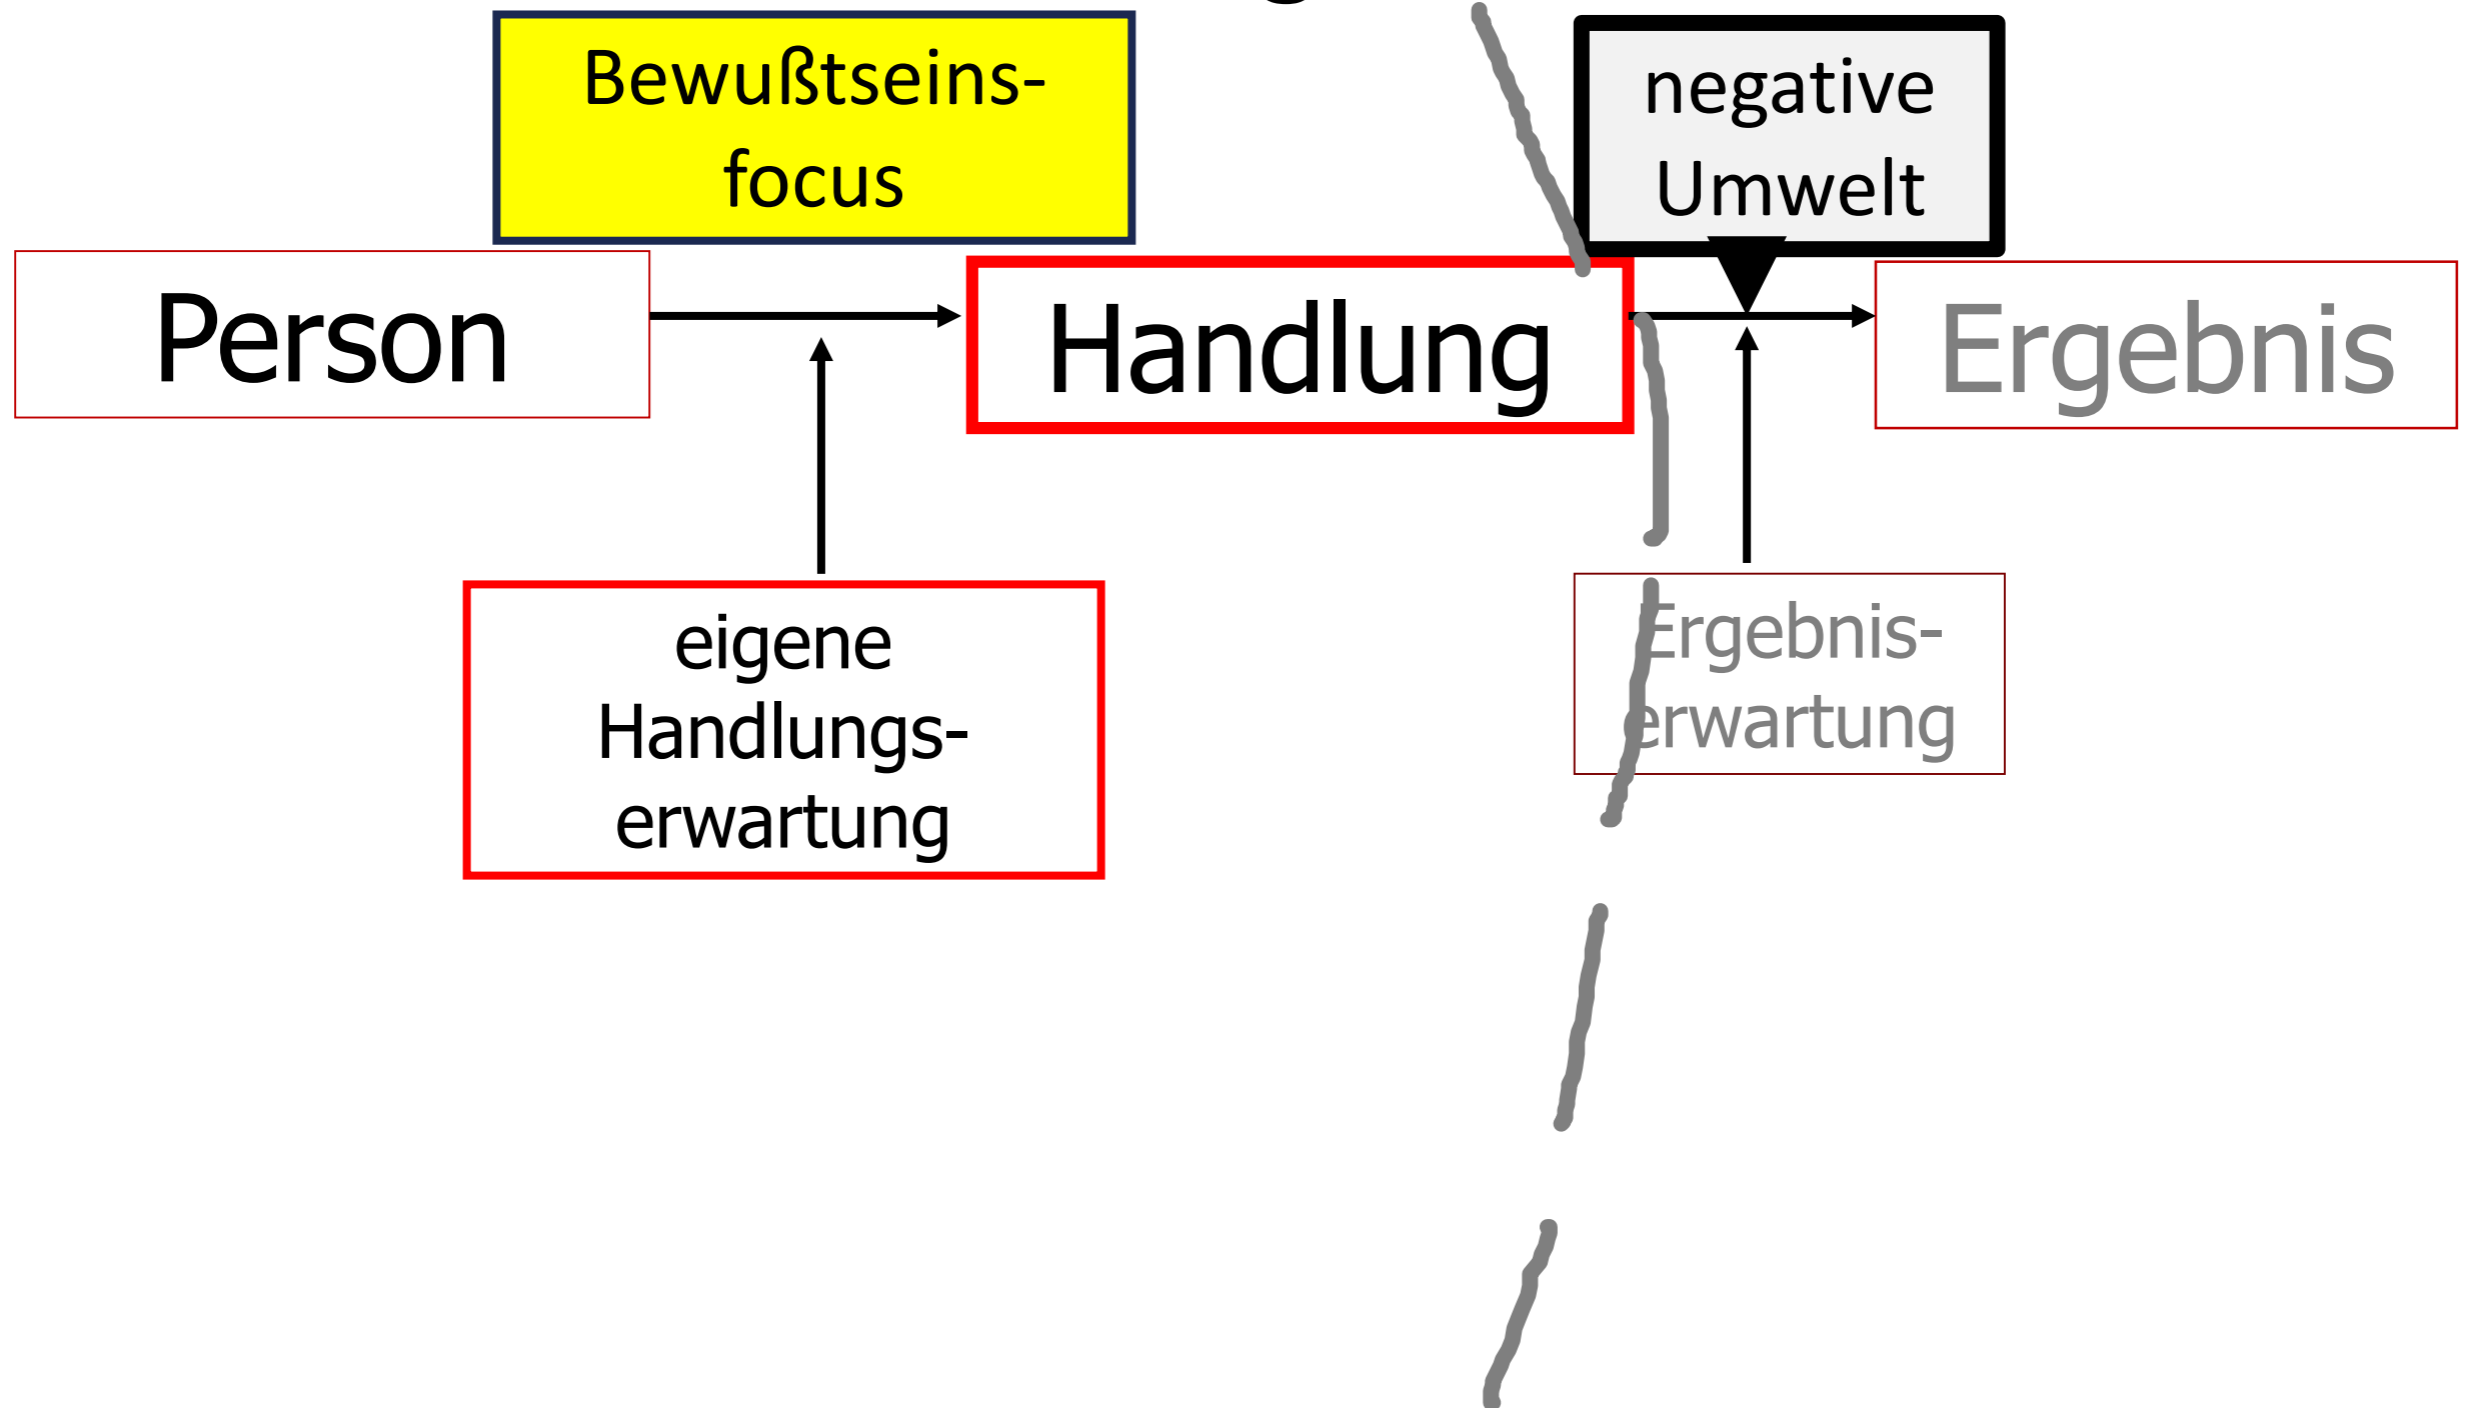 Bewußtseins-
focus
negative
Umwelt
Person
Handlung
Ergebnis
eigene
Handlungs-
erwartung
Ergebnis-
erwartung